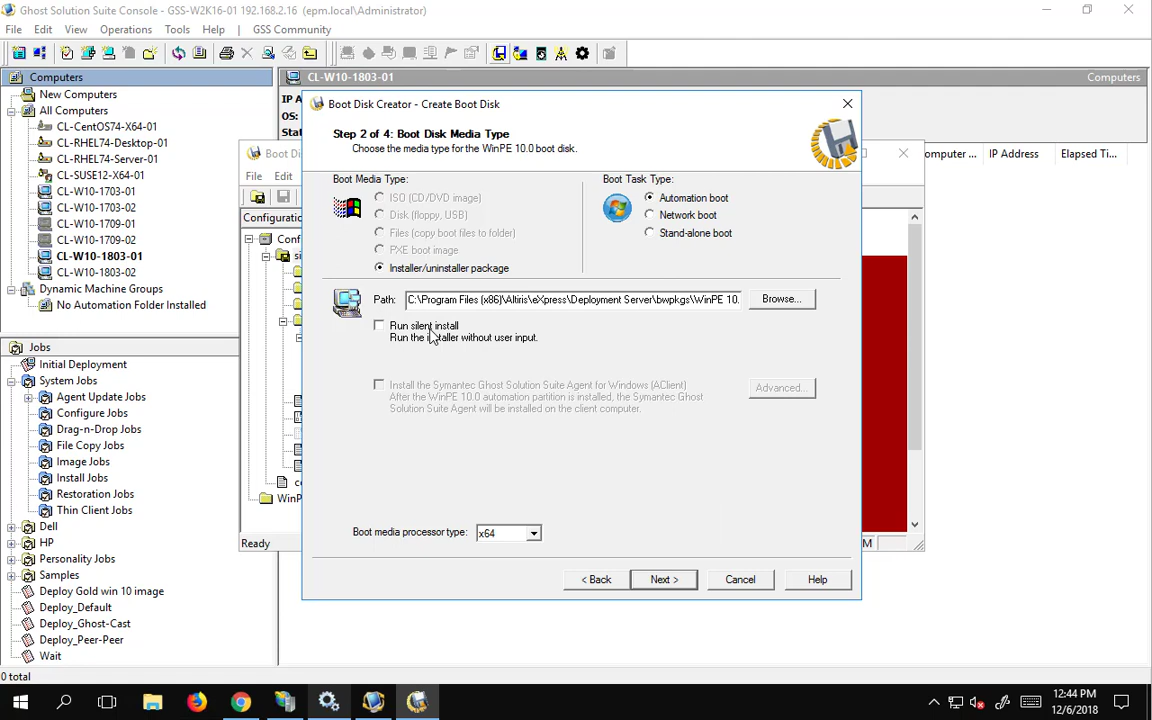 Ghost Solution Suite Console - GSS-W2K16-01 192.168.2.16 (epm.local\Administrator)
File Edit View Operations Tools Help GSS Community
Computers
New Computers
All Computers
CL-CentOS74-X64-01
CL-RHEL74-Desktop-01
CL-RHEL74-Server-01
CL-SUSE12-X64-01
CL-W10-1703-01
CL-W10-1703-02
CL-W10-1709-01
CL-W10-1709-02
CL-W10-1803-01
CL-W10-1803-02
Dynamic Machine Groups
No Automation Folder Installed
Jobs
Initial Deployment
System Jobs
Agent Update Jobs
Configure Jobs
Drag-n-Drop Jobs
File Copy Jobs
Image Jobs
Install Jobs
Restoration Jobs
Thin Client Jobs
Dell
HP
Personality Jobs
Samples
Deploy Gold win 10 image
Deploy_Default
Deploy_Ghost-Cast
Deploy_Peer-Peer
Wait
0 total
CL-W10-1803-01
Computers
IP A
OS:
Stat
omputer ... IP Address Elapsed Ti...
Boot Di
File Edit
Configuratio
Conf
si
c
WinP
Ready
M
Boot Disk Creator - Create Boot Disk
Step 2 of 4: Boot Disk Media Type
Choose the media type for the WinPE 10.0 boot disk.
Boot Media Type:
ISO (CD/DVD image)
Disk (floppy, USB)
Files (copy boot files to folder)
PXE boot image
Installer/uninstaller package
Boot Task Type:
Automation boot
Network boot
Stand-alone boot
Path: C:\Program Files (x86)\Altiris\eXpress\Deployment Server\bwpkgs\WinPE 10. Browse...
Run silent install
Run the installer without user input.
Install the Symantec Ghost Solution Suite Agent for Windows (AClient)
After the WinPE 10.0 automation partition is installed, the Symantec Ghost
Solution Suite Agent will be installed on the client computer.
Advanced...
Boot media processor type: x64
< Back Next > Cancel Help
12:44 PM
12/6/2018